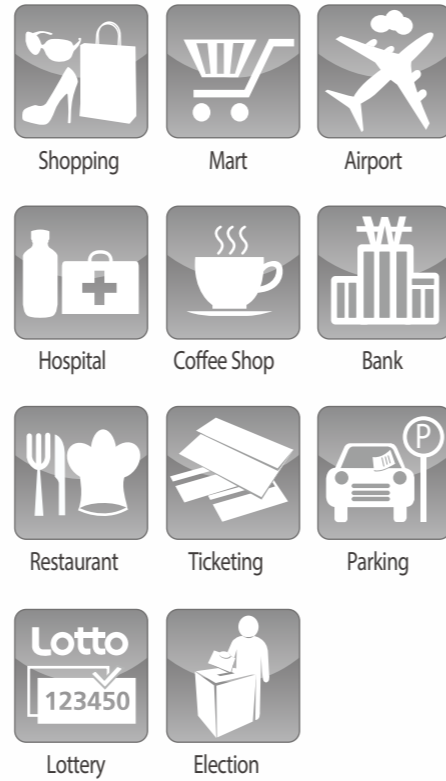 Shopping
Mart
Airport
Hospital
Coffee Shop
₩
Bank
Restaurant
Ticketing
P
Parking
Lotto
123450
Lottery
Election